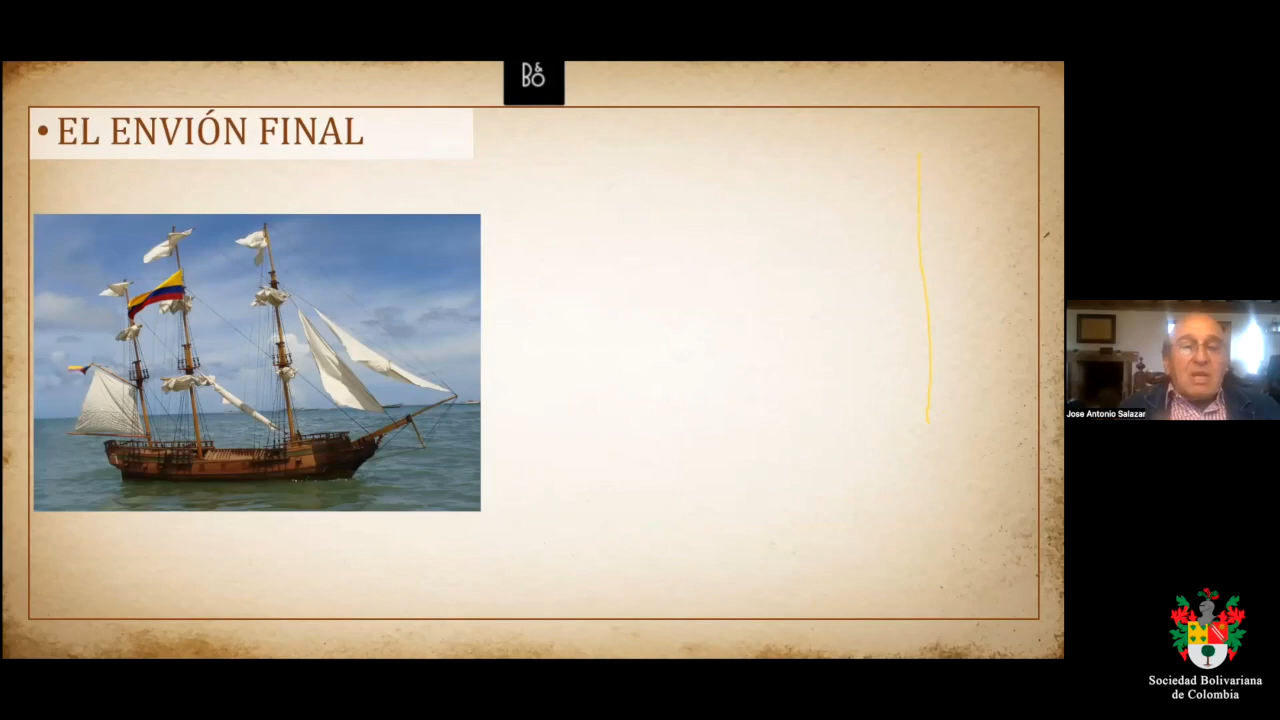 B&O
• EL ENVIÓN FINAL
Jose Antonio Salazar
Sociedad Bolivariana
de Colombia